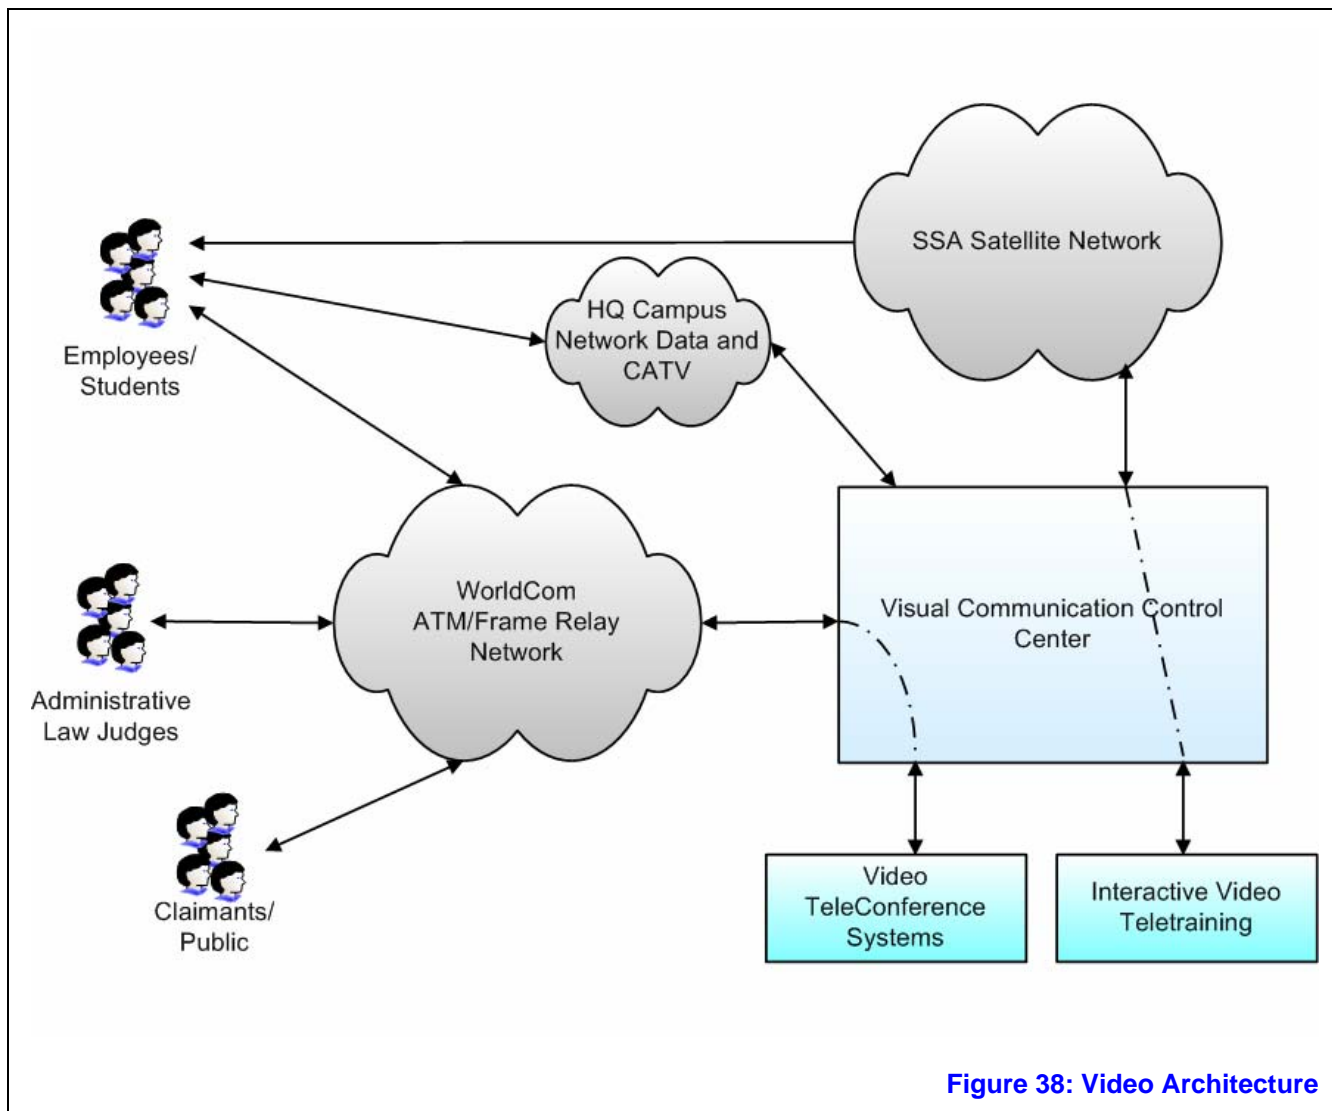 SSA Satellite Network
HQ Campus
Network Data and
CATV
Employees/
Students
WorldCom
ATM/Frame Relay
Network
Visual Communication Control
Center
Administrative
Law Judges
Claimants/
Public
Video
TeleConference
Systems
Interactive Video
Teletraining
Figure 38: Video Architecture